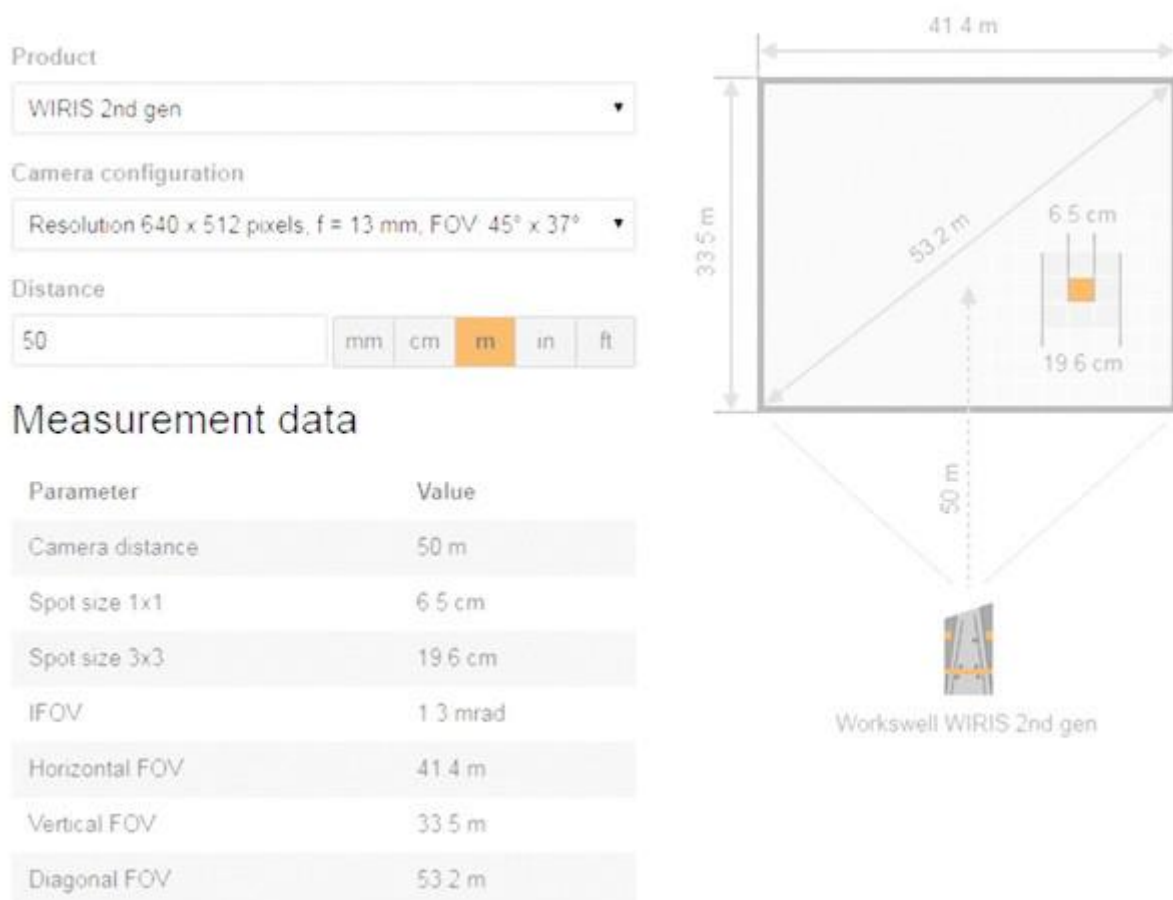 Product
WIRIS 2nd gen
Camera configuration
Resolution 640 x 512 pixels, f = 13 mm, FOV: 45° x 37°
Distance
50 mm cm m in ft
Measurement data
Parameter Value
Camera distance 50 m
Spot size 1x1 6.5 cm
Spot size 3x3 19.6 cm
IFOV 1.3 mrad
Horizontal FOV 41.4 m
Vertical FOV 33.5 m
Diagonal FOV 53.2 m
41.4 m
33.5 m
53.2 m
6.5 cm
19.6 cm
50 m
Workswell WIRIS 2nd gen